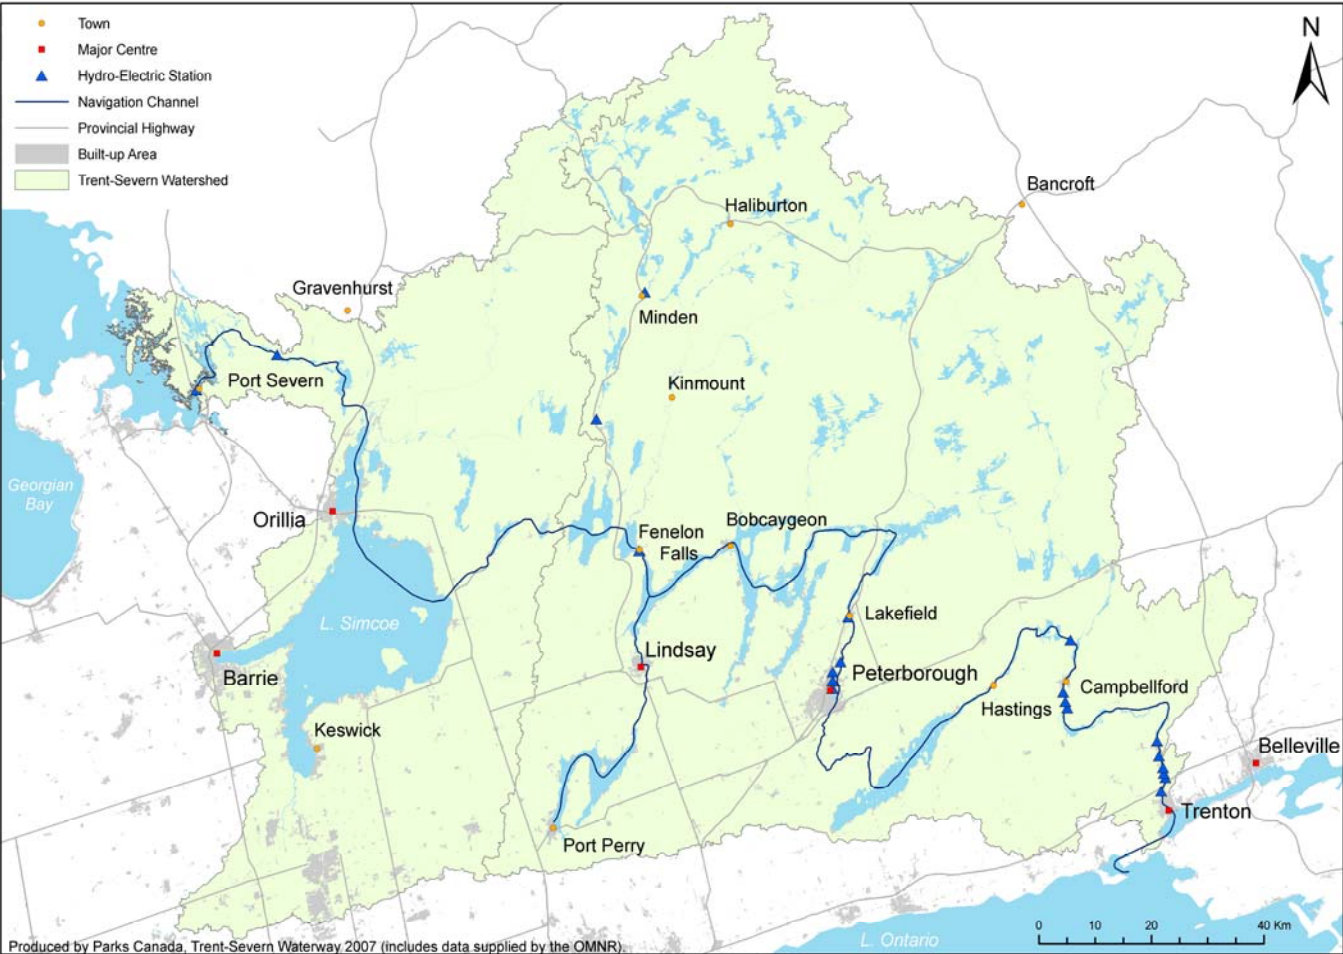 Town
Major Centre
Hydro-Electric Station
Navigation Channel
Provincial Highway
Built-up Area
Trent-Severn Watershed
N
Bancroft
Haliburton
Gravenhurst
Minden
Port Severn
Kinmount
Georgian
Bay
Orillia
Fenelon
Falls
Bobcaygeon
Lakefield
L. Simcoe
Lindsay
Barrie
Peterborough
Campbellford
Hastings
Keswick
Belleville
Trenton
Port Perry
0 10 20 40 Km
L. Ontario
Produced by Parks Canada, Trent-Severn Waterway 2007 (includes data supplied by the OMNR).